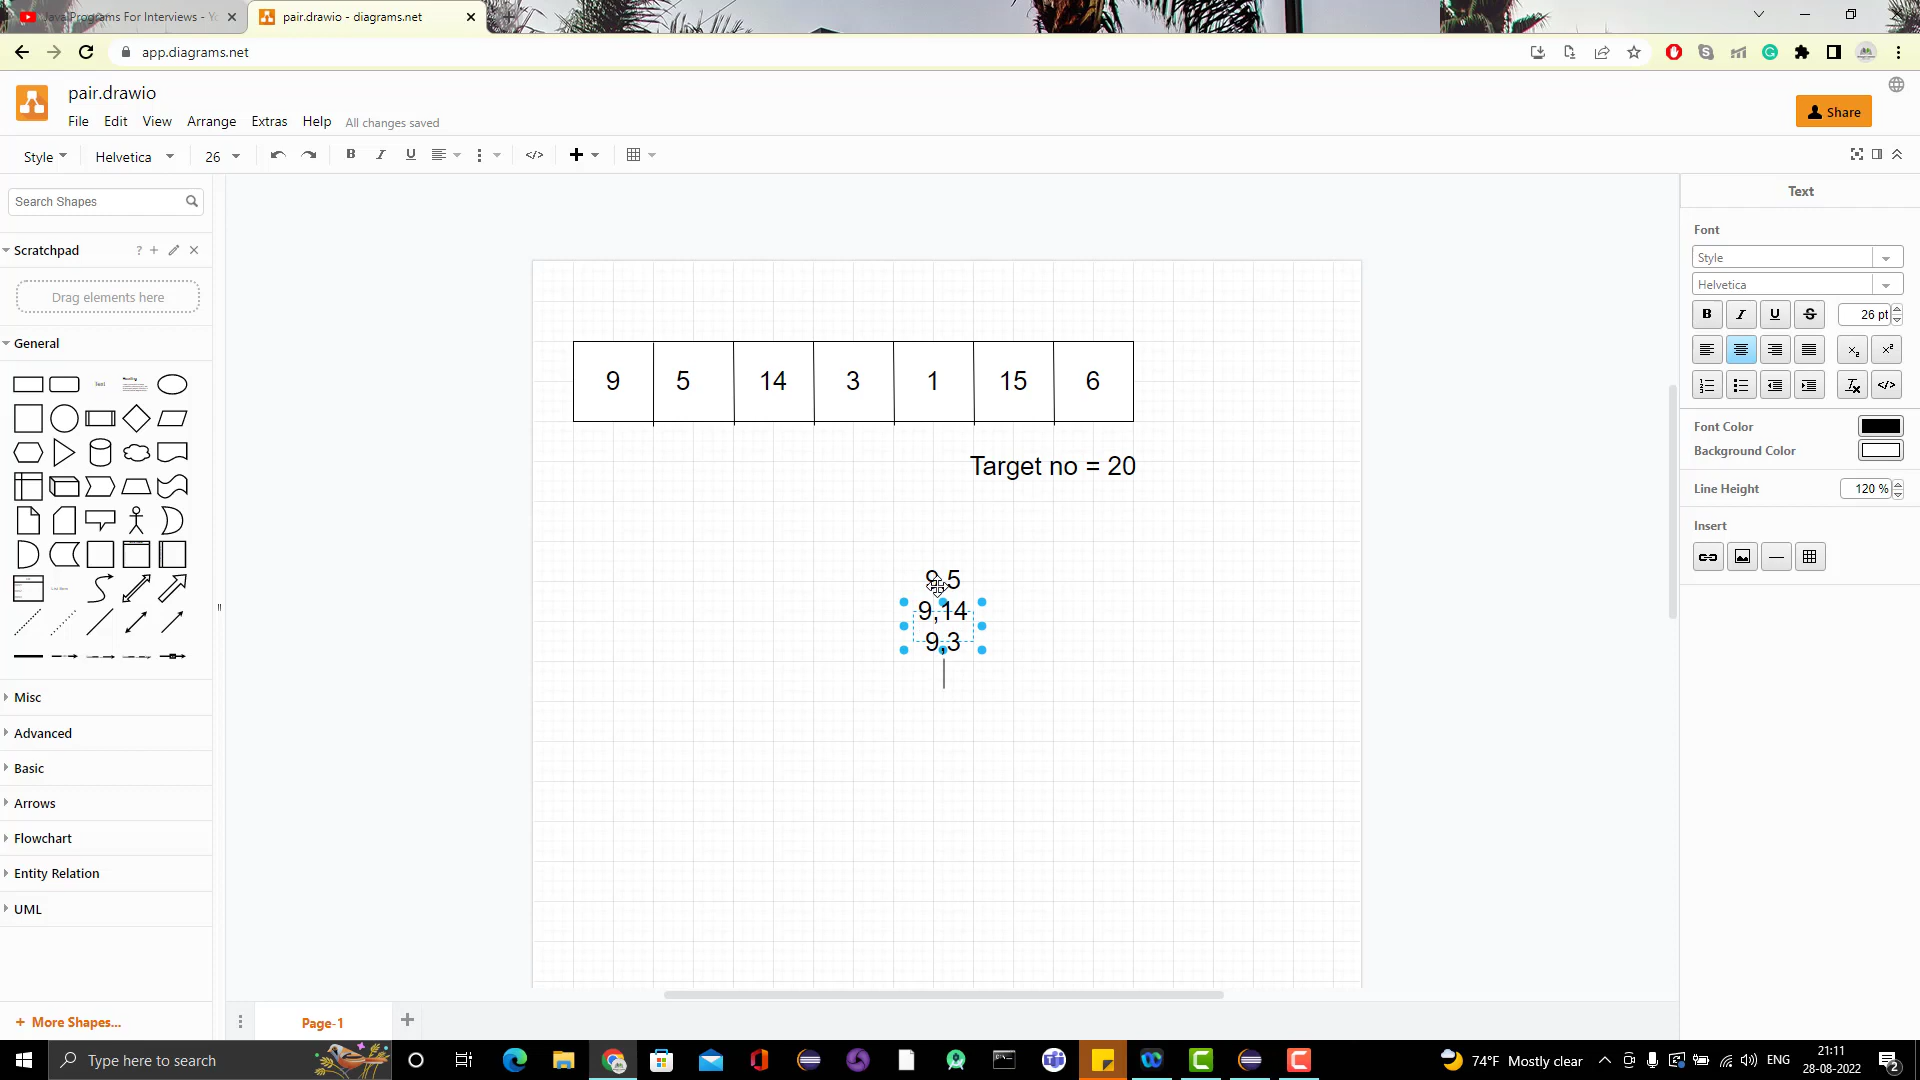 Java Programs For Interviews - Yo
pair.drawio - diagrams.net
app.diagrams.net
pair.drawio
File Edit View Arrange Extras Help All changes saved
Share
Style Helvetica 26 B I U
Search Shapes
Scratchpad
Drag elements here
General
Misc
Advanced
Basic
Arrows
Flowchart
Entity Relation
UML
+ More Shapes...
9 5 14 3 1 15 6
Target no = 20
9,5
9,14
9,3
Page-1
Text
Font
Style
Helvetica
B I U S 26 pt
Font Color
Background Color
Line Height 120 %
Insert
Type here to search
74°F Mostly clear
ENG
21:11
28-08-2022
2